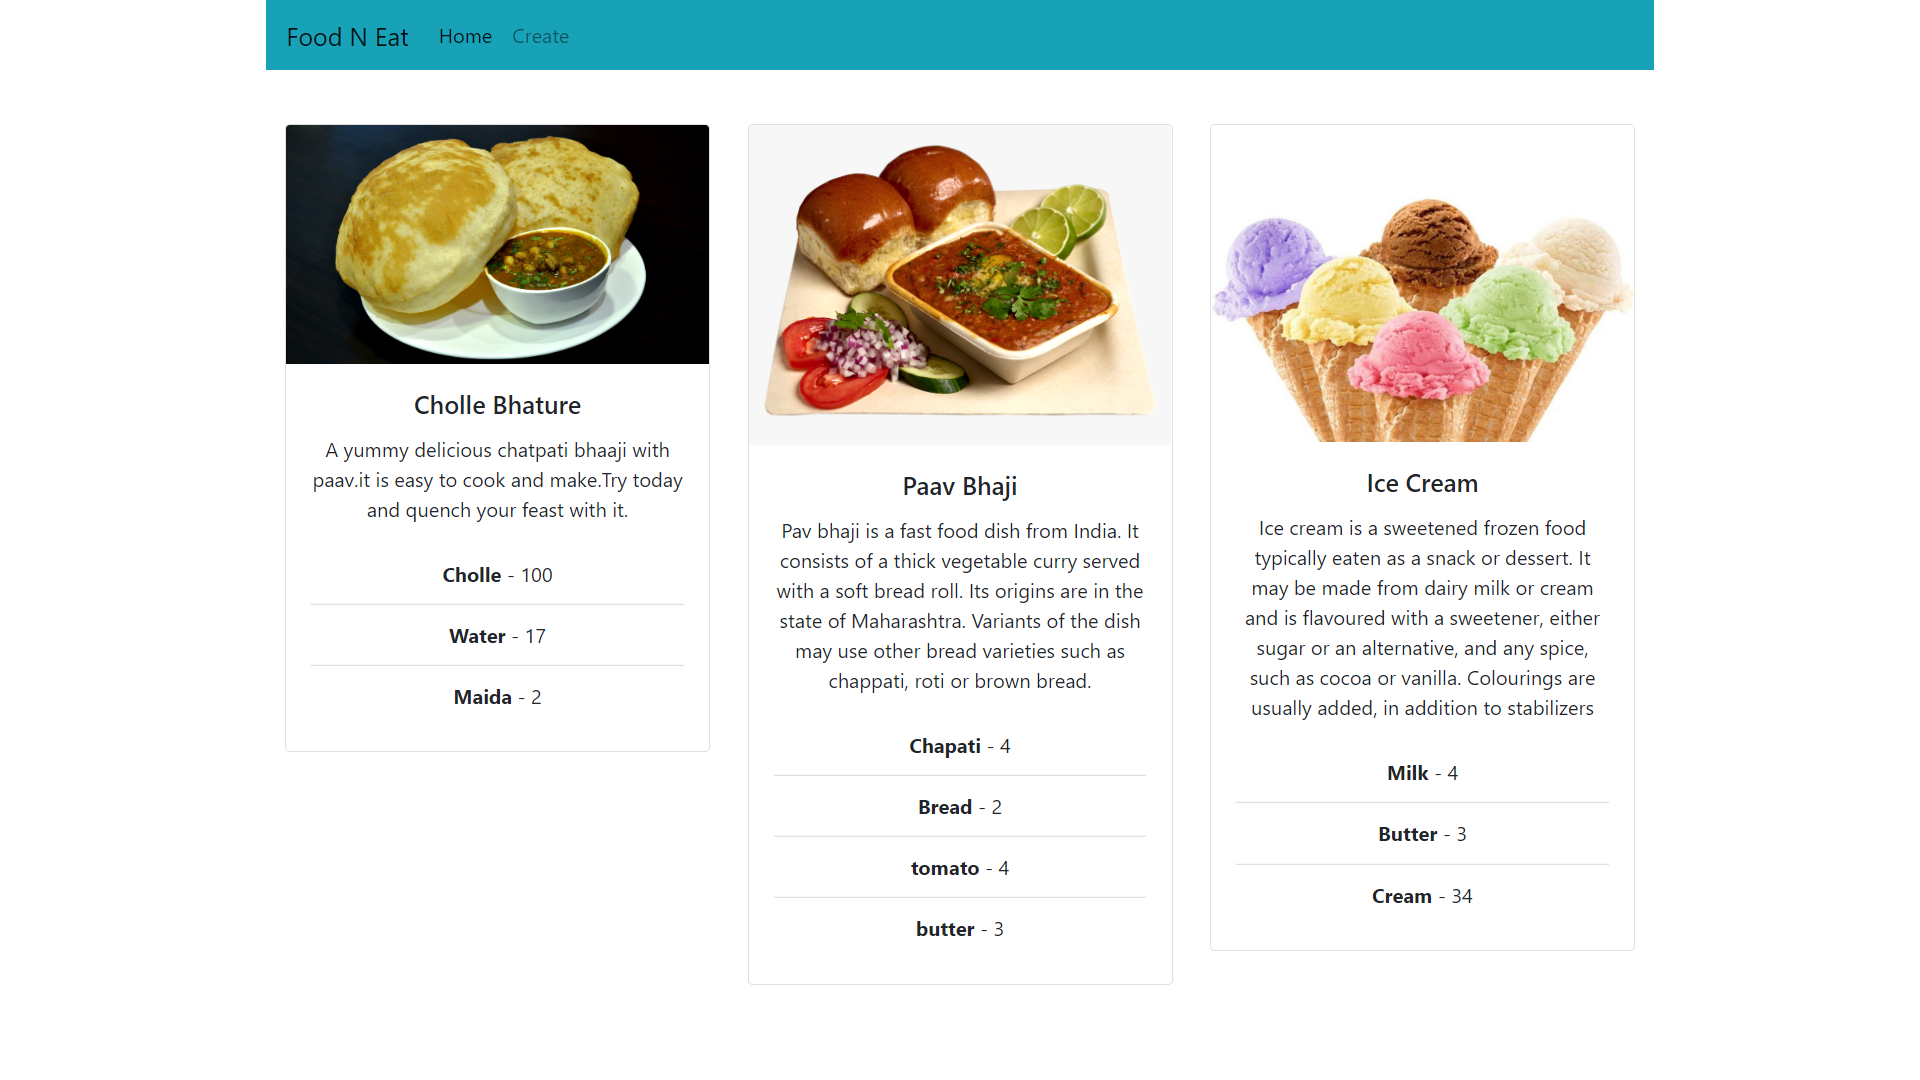 Food N Eat Home Create
Cholle Bhature
A yummy delicious chatpati bhaaji with
paav.it is easy to cook and make.Try today
and quench your feast with it.
Cholle - 100
Water - 17
Maida - 2
Paav Bhaji
Pav bhaji is a fast food dish from India. It
consists of a thick vegetable curry served
with a soft bread roll. Its origins are in the
state of Maharashtra. Variants of the dish
may use other bread varieties such as
chappati, roti or brown bread.
Chapati - 4
Bread - 2
tomato - 4
butter - 3
Ice Cream
Ice cream is a sweetened frozen food
typically eaten as a snack or dessert. It
may be made from dairy milk or cream
and is flavoured with a sweetener, either
sugar or an alternative, and any spice,
such as cocoa or vanilla. Colourings are
usually added, in addition to stabilizers
Milk - 4
Butter - 3
Cream - 34